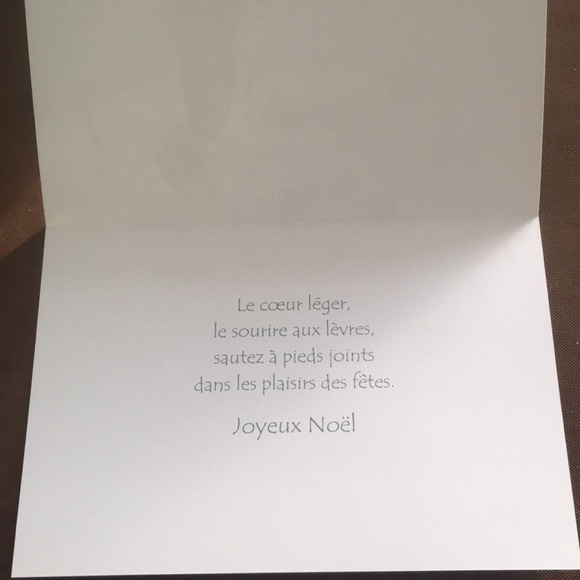 Le cœur léger,
le sourire aux lèvres,
sautez à pieds joints
dans les plaisirs des fêtes.
Joyeux Noël